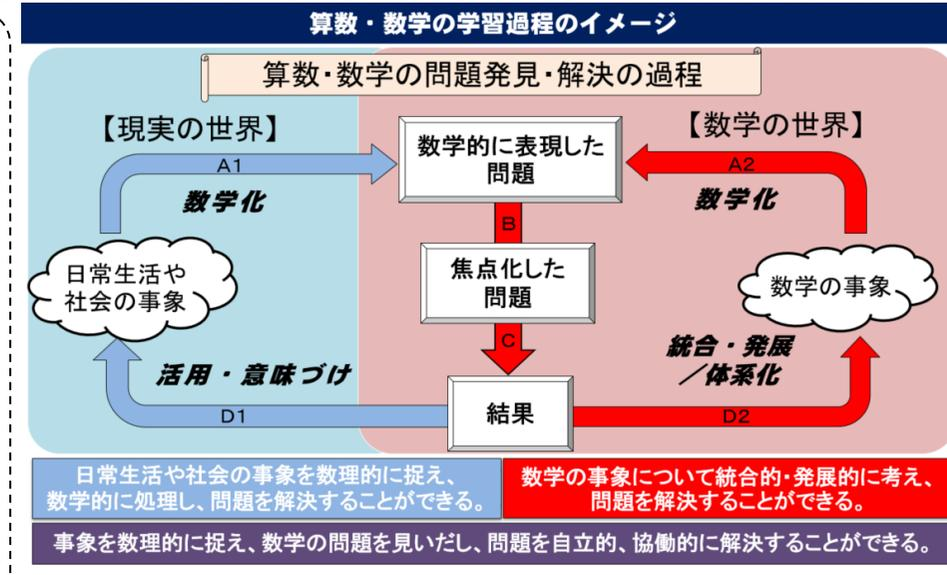 算数・数学の学習過程のイメージ
算数・数学の問題発見・解決の過程
【現実の世界】
【数学の世界】
A1
数学化
数学的に表現した
問題
A2
数学化
B
日常生活や
社会の事象
焦点化した
問題
数学の事象
C
活用・意味づけ
統合・発展
／体系化
D1
結果
D2
日常生活や社会の事象を数理的に捉え、
数学的に処理し、問題を解決することができる。
数学の事象について統合的・発展的に考え、
問題を解決することができる。
事象を数理的に捉え、数学の問題を見いだし、問題を自立的、協働的に解決することができる。